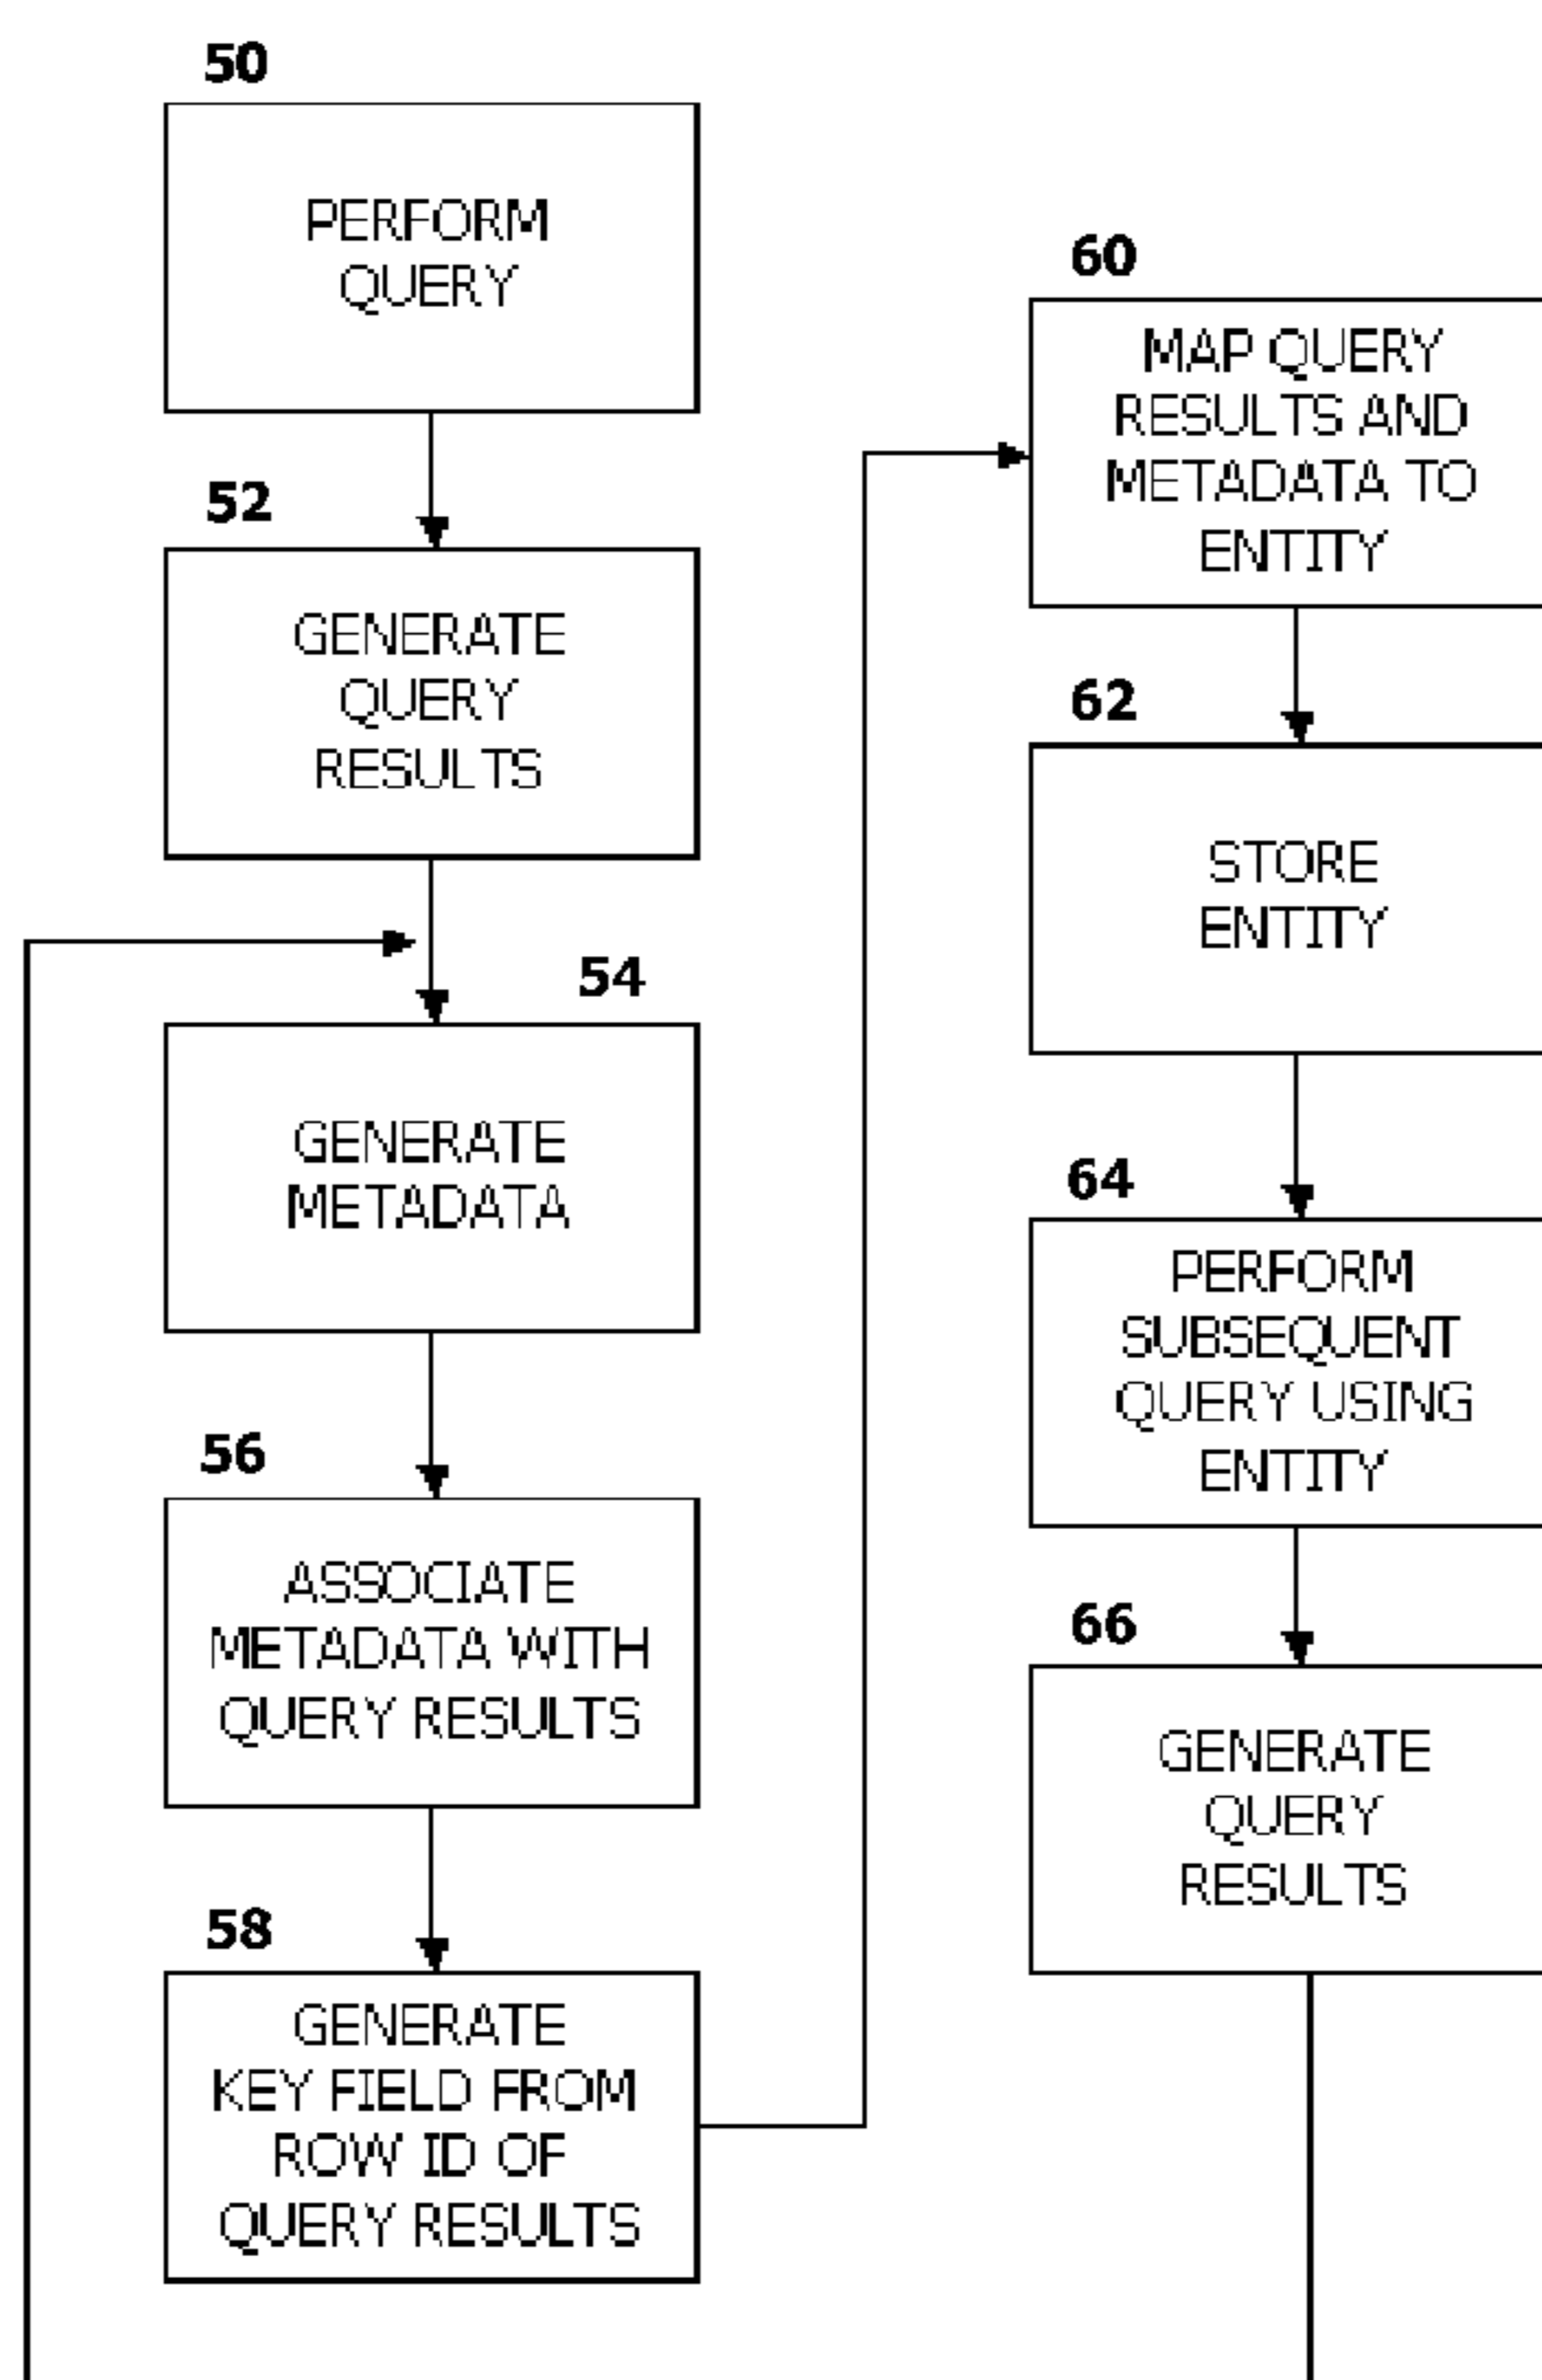 50
PERFORM
QUERY
52
GENERATE
QUERY
RESULTS
54
GENERATE
METADATA
56
ASSOCIATE
METADATA WITH
QUERY RESULTS
58
GENERATE
KEY FIELD FROM
ROW ID OF
QUERY RESULTS
60
MAP QUERY
RESULTS AND
METADATA TO
ENTITY
62
STORE
ENTITY
64
PERFORM
SUBSEQUENT
QUERY USING
ENTITY
66
GENERATE
QUERY
RESULTS